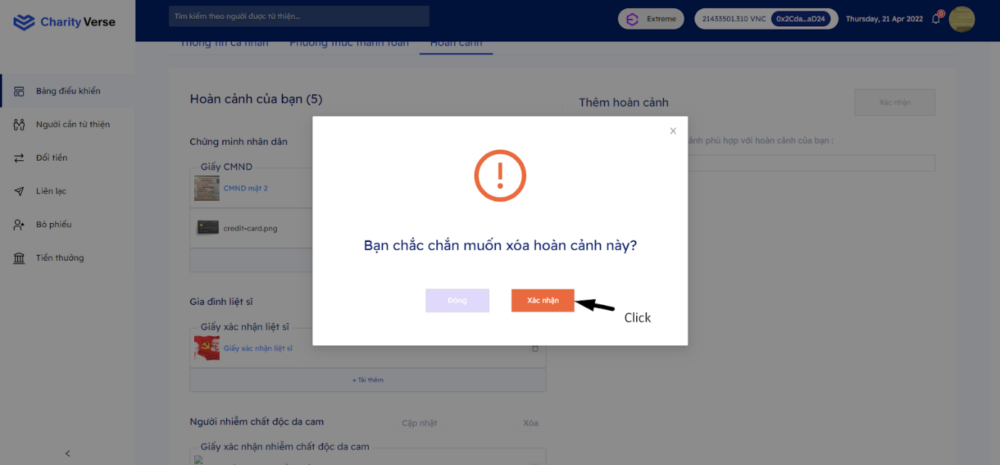 Charity Verse
Tìm kiếm theo người được từ thiện...
Extreme
21433501.310 VNC
0x2Cda...aD24
Thursday, 21 Apr 2022
0
Thông tin cá nhân
Phương thức thanh toán
Hoàn cảnh
Bảng điều khiển
Người cần từ thiện
Đổi tiền
Liên lạc
Bỏ phiếu
Tiền thưởng
Hoàn cảnh của bạn (5)
Thêm hoàn cảnh
Xác nhận
ảnh phù hợp với hoàn cảnh của bạn :
Chứng minh nhân dân
Giấy CMND
CMND mặt 2
credit-card.png
Bạn chắc chắn muốn xóa hoàn cảnh này?
Đóng
Xác nhận
Click
Gia đình liệt sĩ
Giấy xác nhận liệt sĩ
Giấy xác nhận liệt sĩ
+ Tải thêm
Người nhiễm chất độc da cam
Cập nhật
Xóa
Giấy xác nhận nhiễm chất độc da cam